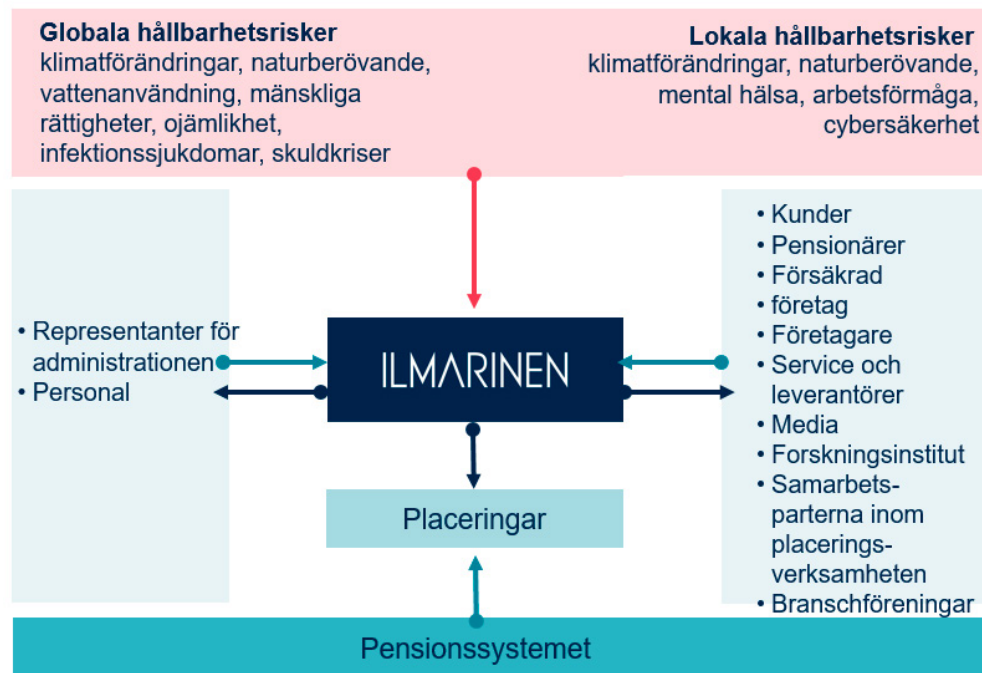 Globala hållbarhetsrisker
klimatförändringar, naturberövande,
vattenanvändning, mänskliga
rättigheter, ojämlikhet,
infektionssjukdomar, skuldkriser
Lokala hållbarhetsrisker
klimatförändringar, naturberövande,
mental hälsa, arbetsförmåga,
cybersäkerhet
• Representanter för
administrationen
• Personal
ILMARINEN
Placeringar
• Kunder
• Pensionärer
• Försäkrad
• företag
• Företagare
• Service och
leverantörer
• Media
• Forskningsinstitut
• Samarbets-
parterna inom
placerings-
verksamheten
• Branschföreningar
Pensionssystemet